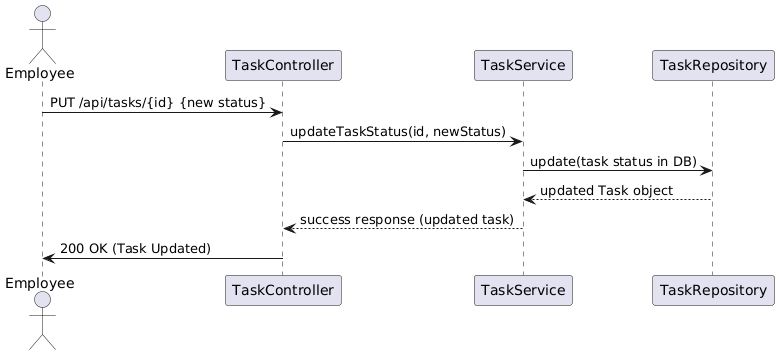 Employee
TaskController TaskService TaskRepository
PUT /api/tasks/{id} {new status}
updateTaskStatus(id, newStatus)
update(task status in DB)
updated Task object
success response (updated task)
200 OK (Task Updated)
Employee
TaskController TaskService TaskRepository